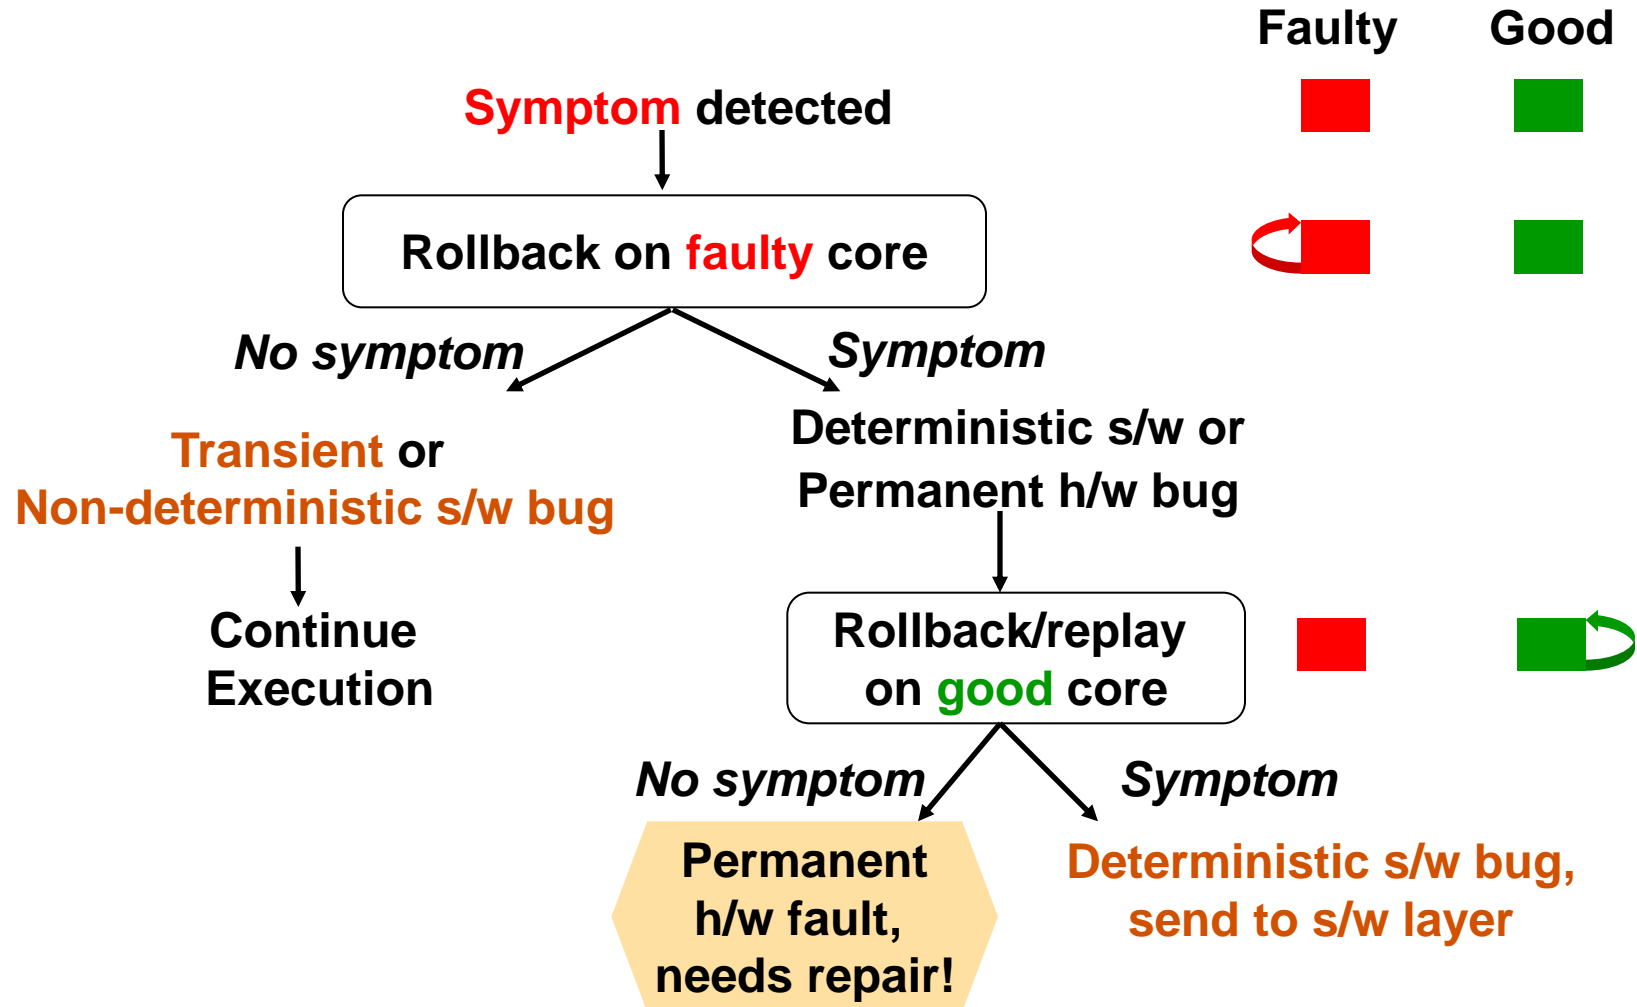 Faulty Good
Symptom detected
Rollback on faulty core
No symptom
Symptom
Transient or
Non-deterministic s/w bug
Deterministic s/w or
Permanent h/w bug
Continue
Execution
Rollback/replay
on good core
No symptom
Symptom
Permanent
h/w fault,
needs repair!
Deterministic s/w bug,
send to s/w layer